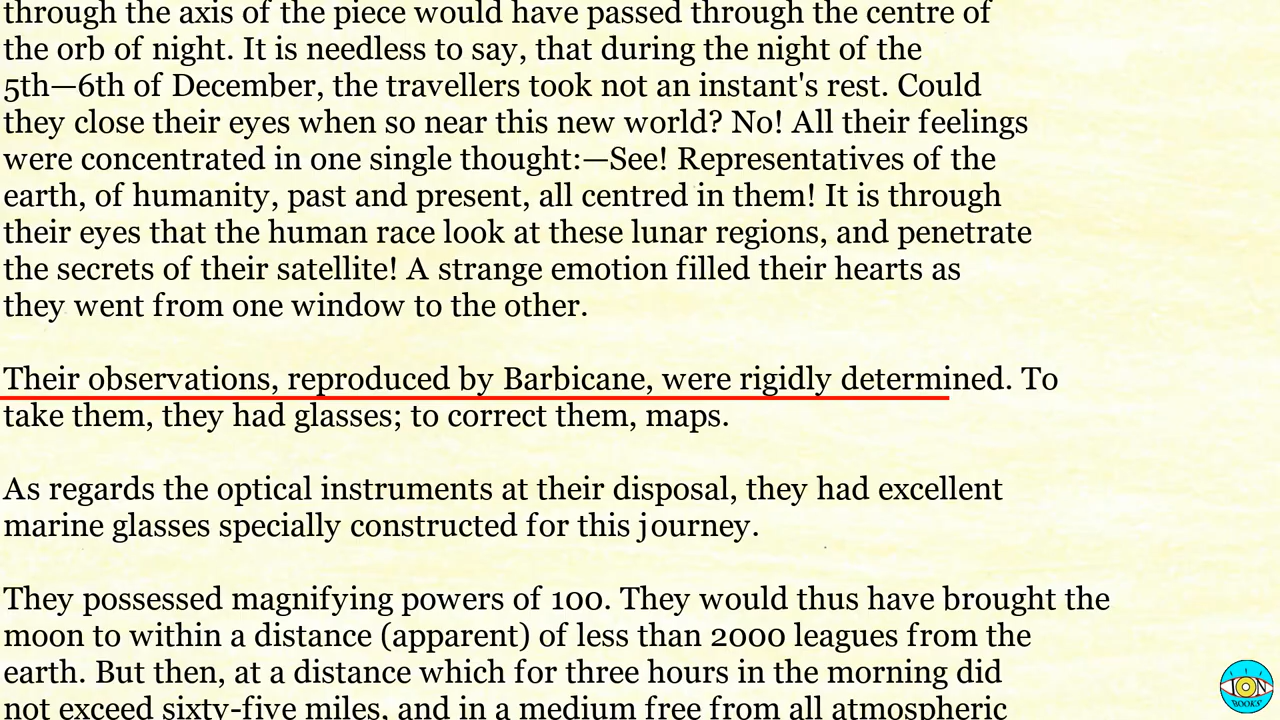 through the axis of the piece would have passed through the centre of
the orb of night. It is needless to say, that during the night of the
5th—6th of December, the travellers took not an instant's rest. Could
they close their eyes when so near this new world? No! All their feelings
were concentrated in one single thought:—See! Representatives of the
earth, of humanity, past and present, all centred in them! It is through
their eyes that the human race look at these lunar regions, and penetrate
the secrets of their satellite! A strange emotion filled their hearts as
they went from one window to the other.
Their observations, reproduced by Barbicane, were rigidly determined. To
take them, they had glasses; to correct them, maps.
As regards the optical instruments at their disposal, they had excellent
marine glasses specially constructed for this journey.
They possessed magnifying powers of 100. They would thus have brought the
moon to within a distance (apparent) of less than 2000 leagues from the
earth. But then, at a distance which for three hours in the morning did
not exceed sixty-five miles, and in a medium free from all atmospheric
ION
BOOKS